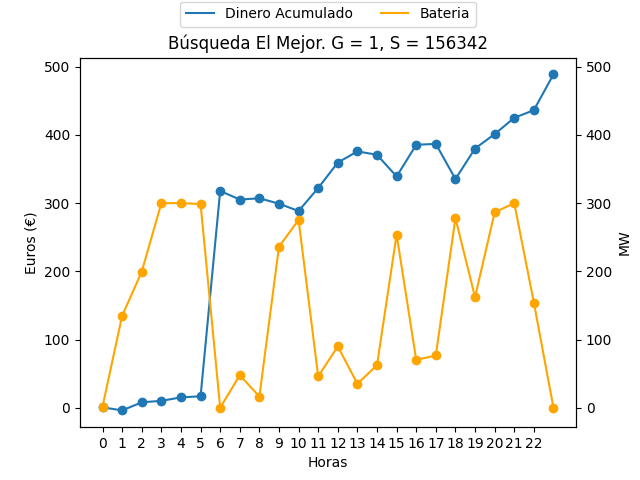 Dinero Acumulado Bateria
Búsqueda El Mejor. G = 1, S = 156342
500 500
400 400
300 300
200 200
100 100
0 0
Euros (€)
MW
0 1 2 3 4 5 6 7 8 9 10 11 12 13 14 15 16 17 18 19 20 21 22
Horas